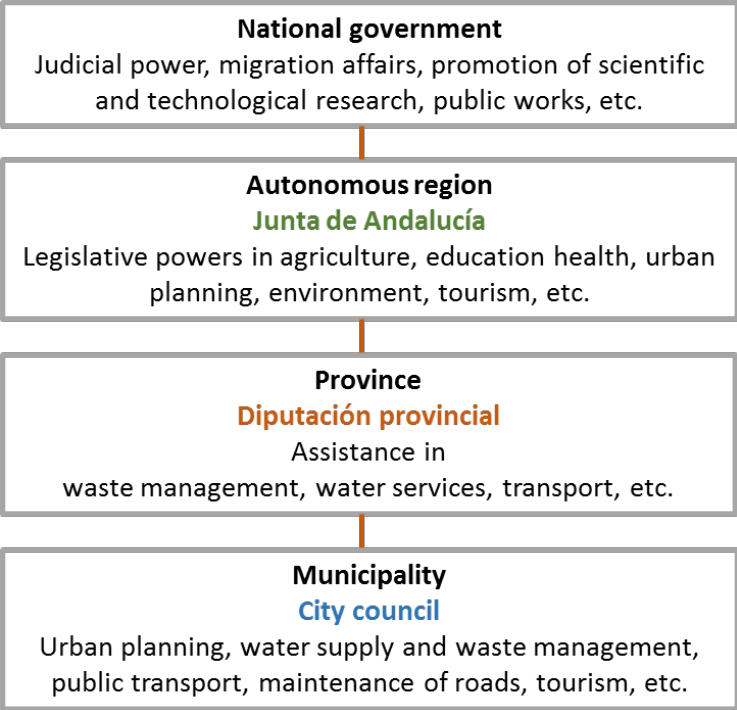 National government
Judicial power, migration affairs, promotion of scientific
and technological research, public works, etc.
Autonomous region
Junta de Andalucía
Legislative powers in agriculture, education health, urban
planning, environment, tourism, etc.
Province
Diputación provincial
Assistance in
waste management, water services, transport, etc.
Municipality
City council
Urban planning, water supply and waste management,
public transport, maintenance of roads, tourism, etc.